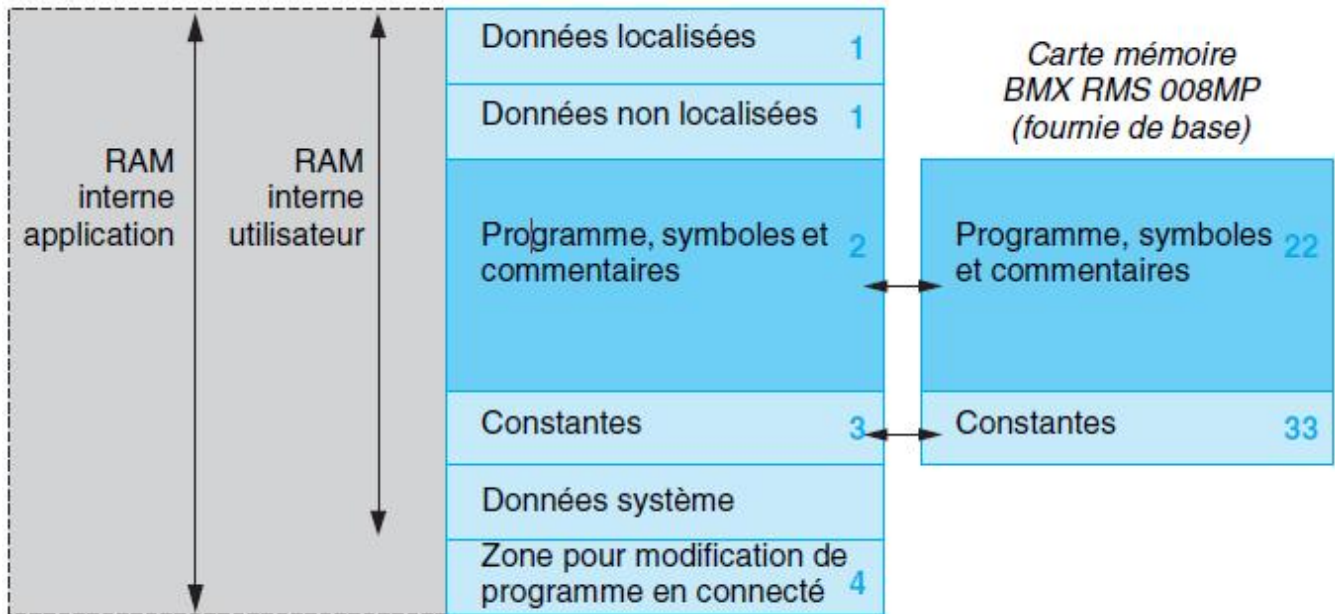 RAM
interne
application
RAM
interne
utilisateur
Données localisées 1
Données non localisées 1
Programme, symboles et
commentaires 2
Constantes 3
Données système
Zone pour modification de
programme en connecté 4
Carte mémoire
BMX RMS 008MP
(fournie de base)
Programme, symboles 22
et commentaires
Constantes 33